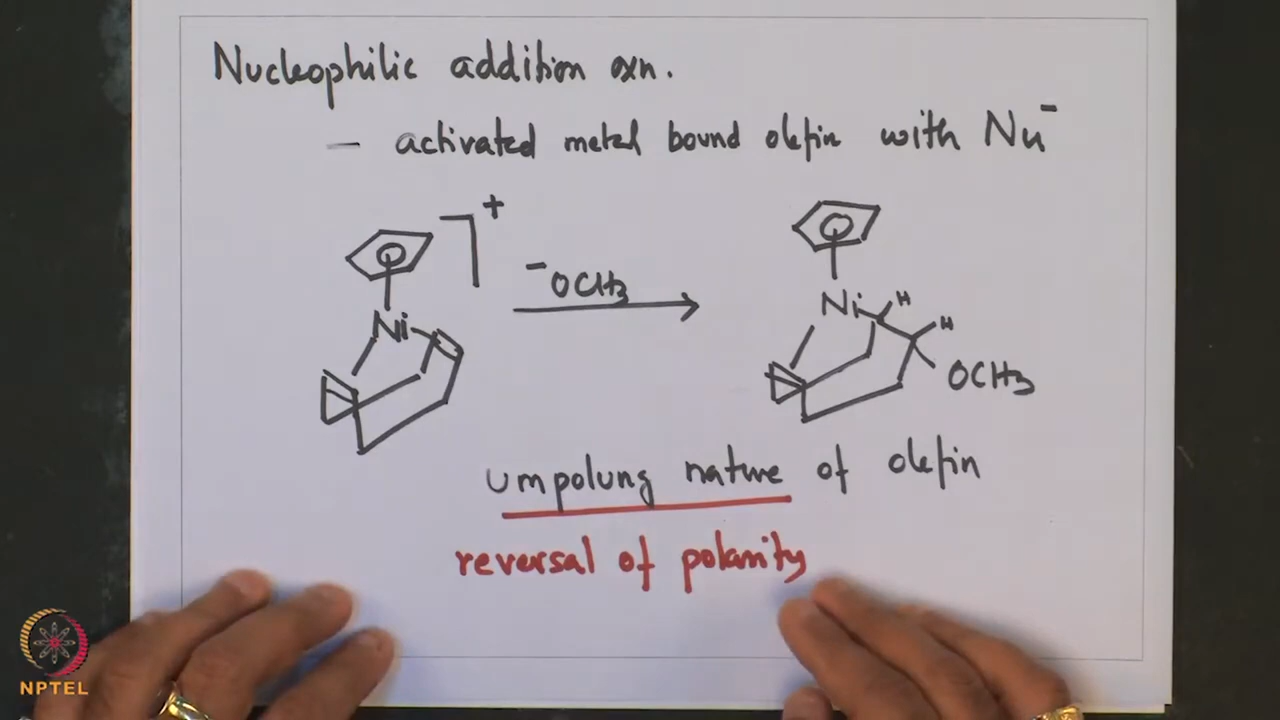 Nucleophilic addition rxn.
— activated metal bound olefin with Nu⁻
]⁺
Ni
⁻OCH3
Ni
H
H
OCH3
umpolung nature of olefin
reversal of polarity
NPTEL